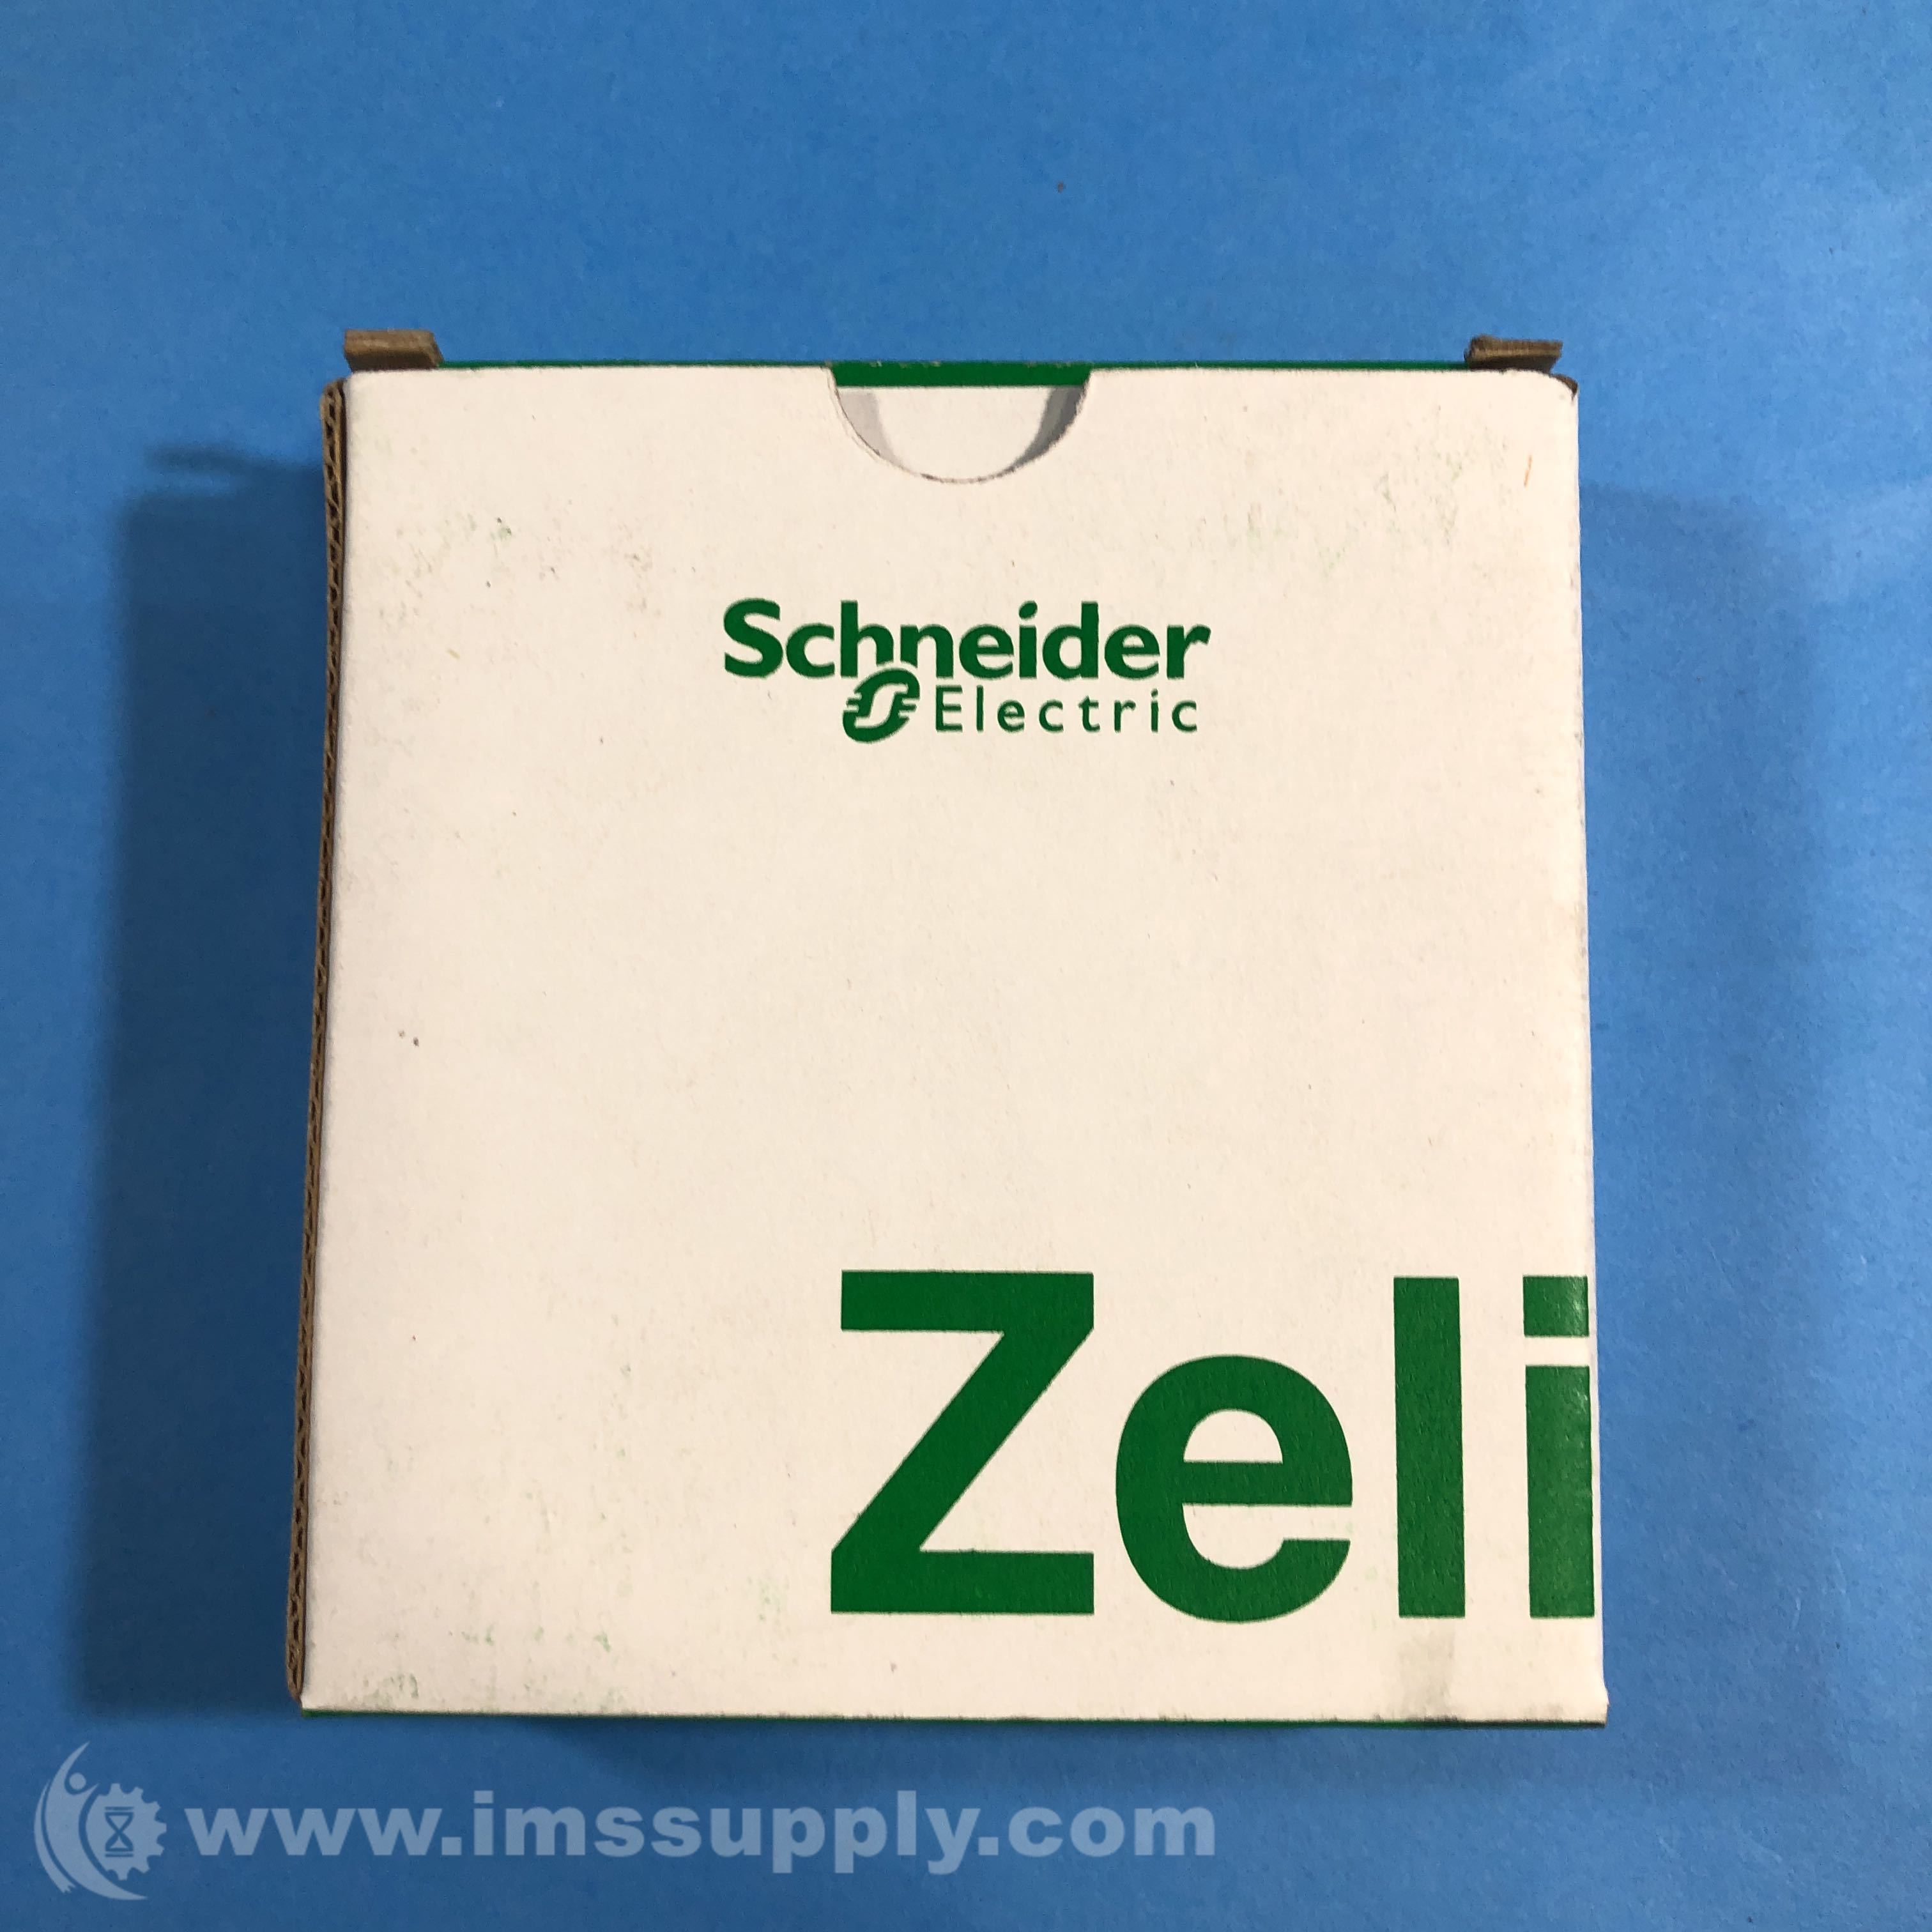 Schneider
Electric
Zeli
www.imssupply.com